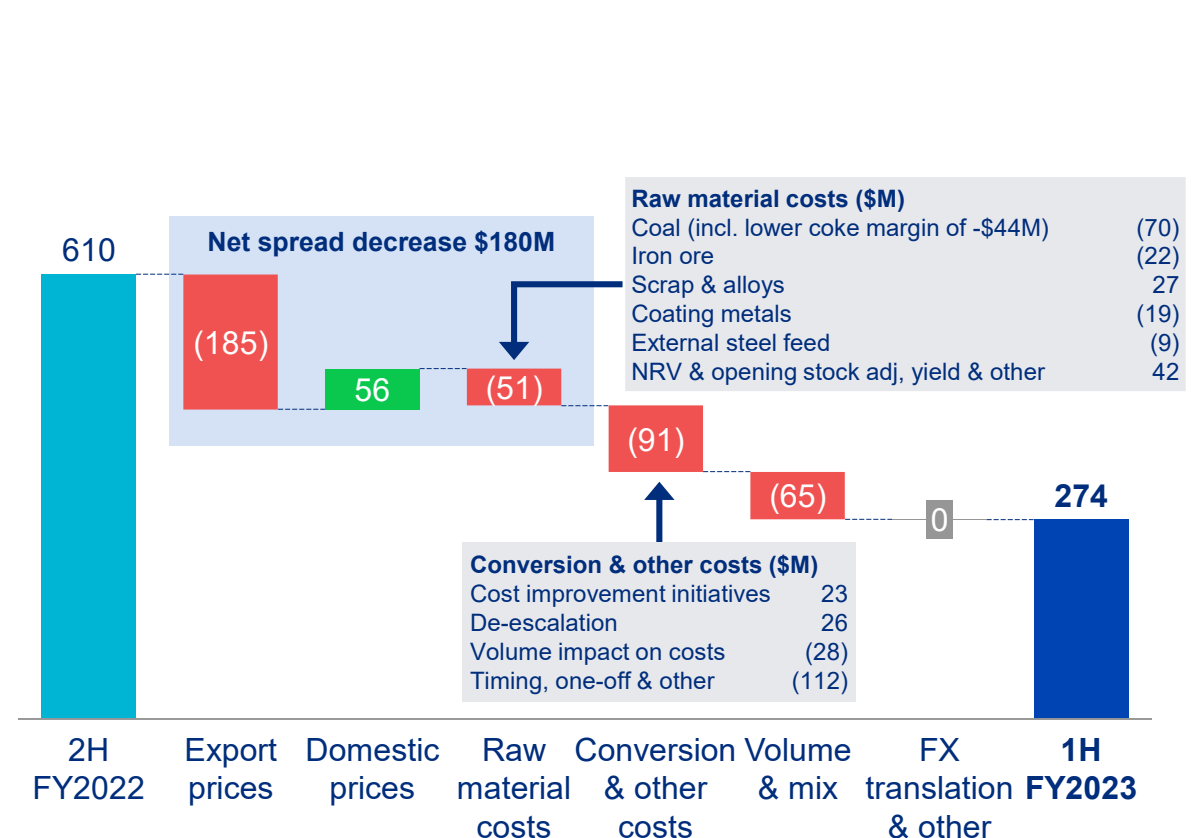 Raw material costs ($M)
Coal (incl. lower coke margin of -$44M) (70)
Iron ore (22)
Scrap & alloys 27
Coating metals (19)
External steel feed (9)
NRV & opening stock adj, yield & other 42
Net spread decrease $180M
610
(185)
56
(51)
(91)
(65)
0
274
Conversion & other costs ($M)
Cost improvement initiatives 23
De-escalation 26
Volume impact on costs (28)
Timing, one-off & other (112)
2H
FY2022
Export
prices
Domestic
prices
Raw
material
costs
Conversion
& other
costs
Volume
& mix
FX
translation
& other
1H
FY2023